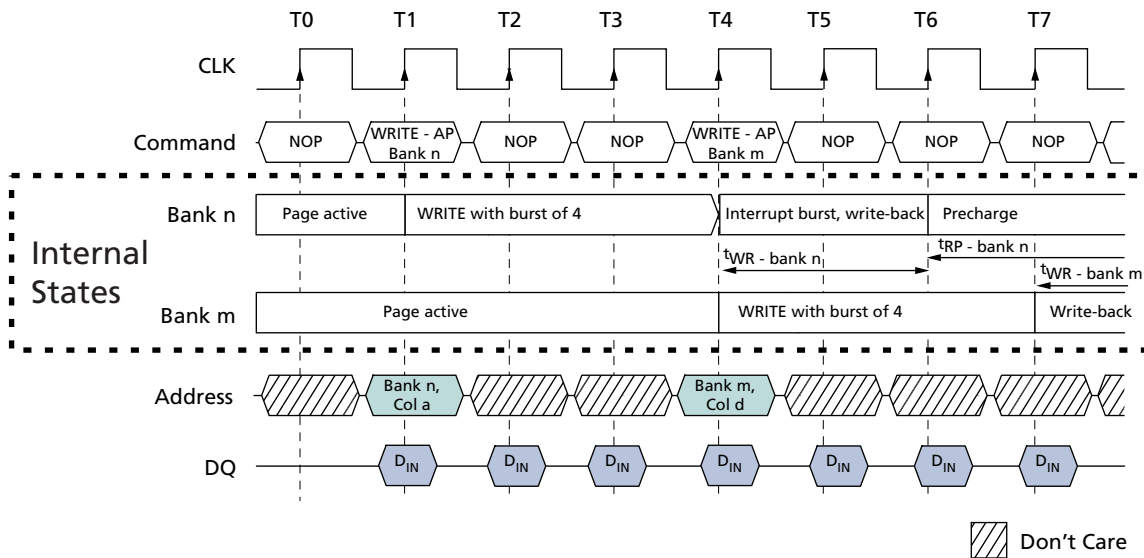 T0 T1 T2 T3 T4 T5 T6 T7
CLK
Command NOP WRITE - AP Bank n NOP NOP WRITE - AP Bank m NOP NOP NOP
Internal States
Bank n Page active WRITE with burst of 4 Interrupt burst, write-back Precharge
tWR - bank n tRP - bank n
tWR - bank m
Bank m Page active WRITE with burst of 4 Write-back
Address Bank n, Col a Bank m, Col d
DQ DIN DIN DIN DIN DIN DIN DIN
Don't Care